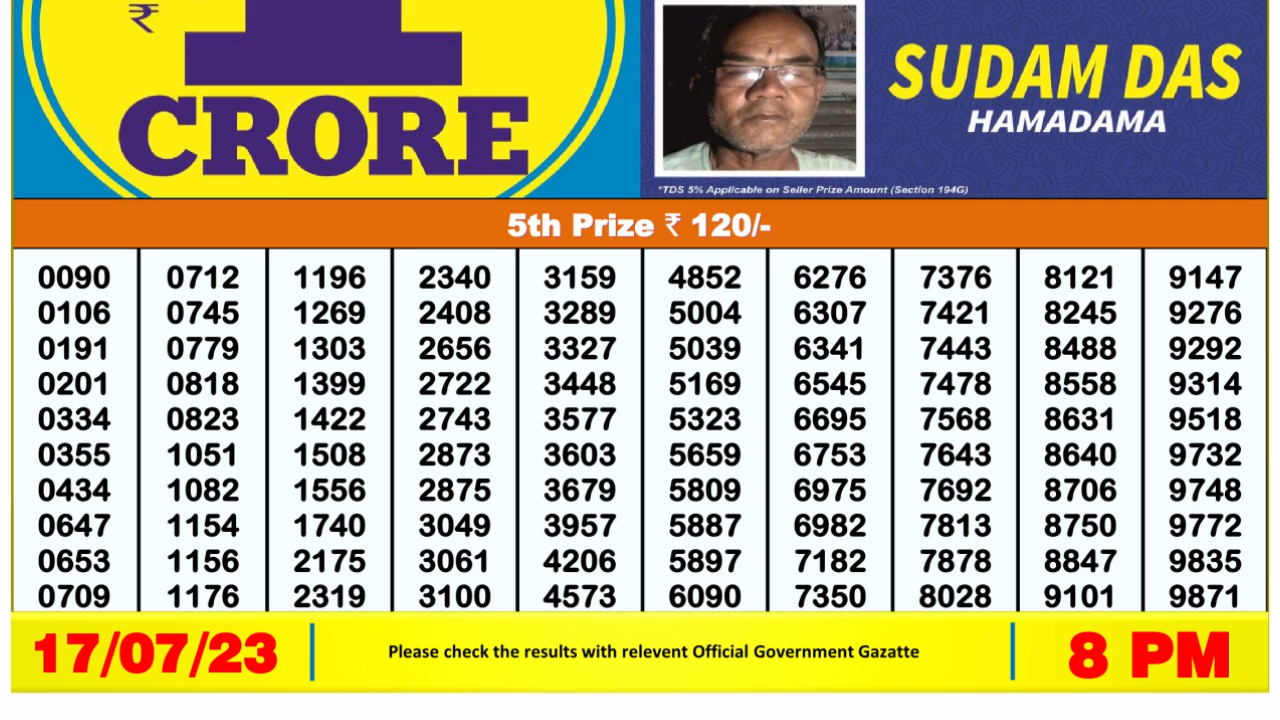 ₹ 1
CRORE
SUDAM DAS
HAMADAMA
*TDS 5% Applicable on Seller Prize Amount (Section 194G)
5th Prize ₹ 120/-
0090 0712 1196 2340 3159 4852 6276 7376 8121 9147
0106 0745 1269 2408 3289 5004 6307 7421 8245 9276
0191 0779 1303 2656 3327 5039 6341 7443 8488 9292
0201 0818 1399 2722 3448 5169 6545 7478 8558 9314
0334 0823 1422 2743 3577 5323 6695 7568 8631 9518
0355 1051 1508 2873 3603 5659 6753 7643 8640 9732
0434 1082 1556 2875 3679 5809 6975 7692 8706 9748
0647 1154 1740 3049 3957 5887 6982 7813 8750 9772
0653 1156 2175 3061 4206 5897 7182 7878 8847 9835
0709 1176 2319 3100 4573 6090 7350 8028 9101 9871
17/07/23 Please check the results with relevent Official Government Gazatte 8 PM